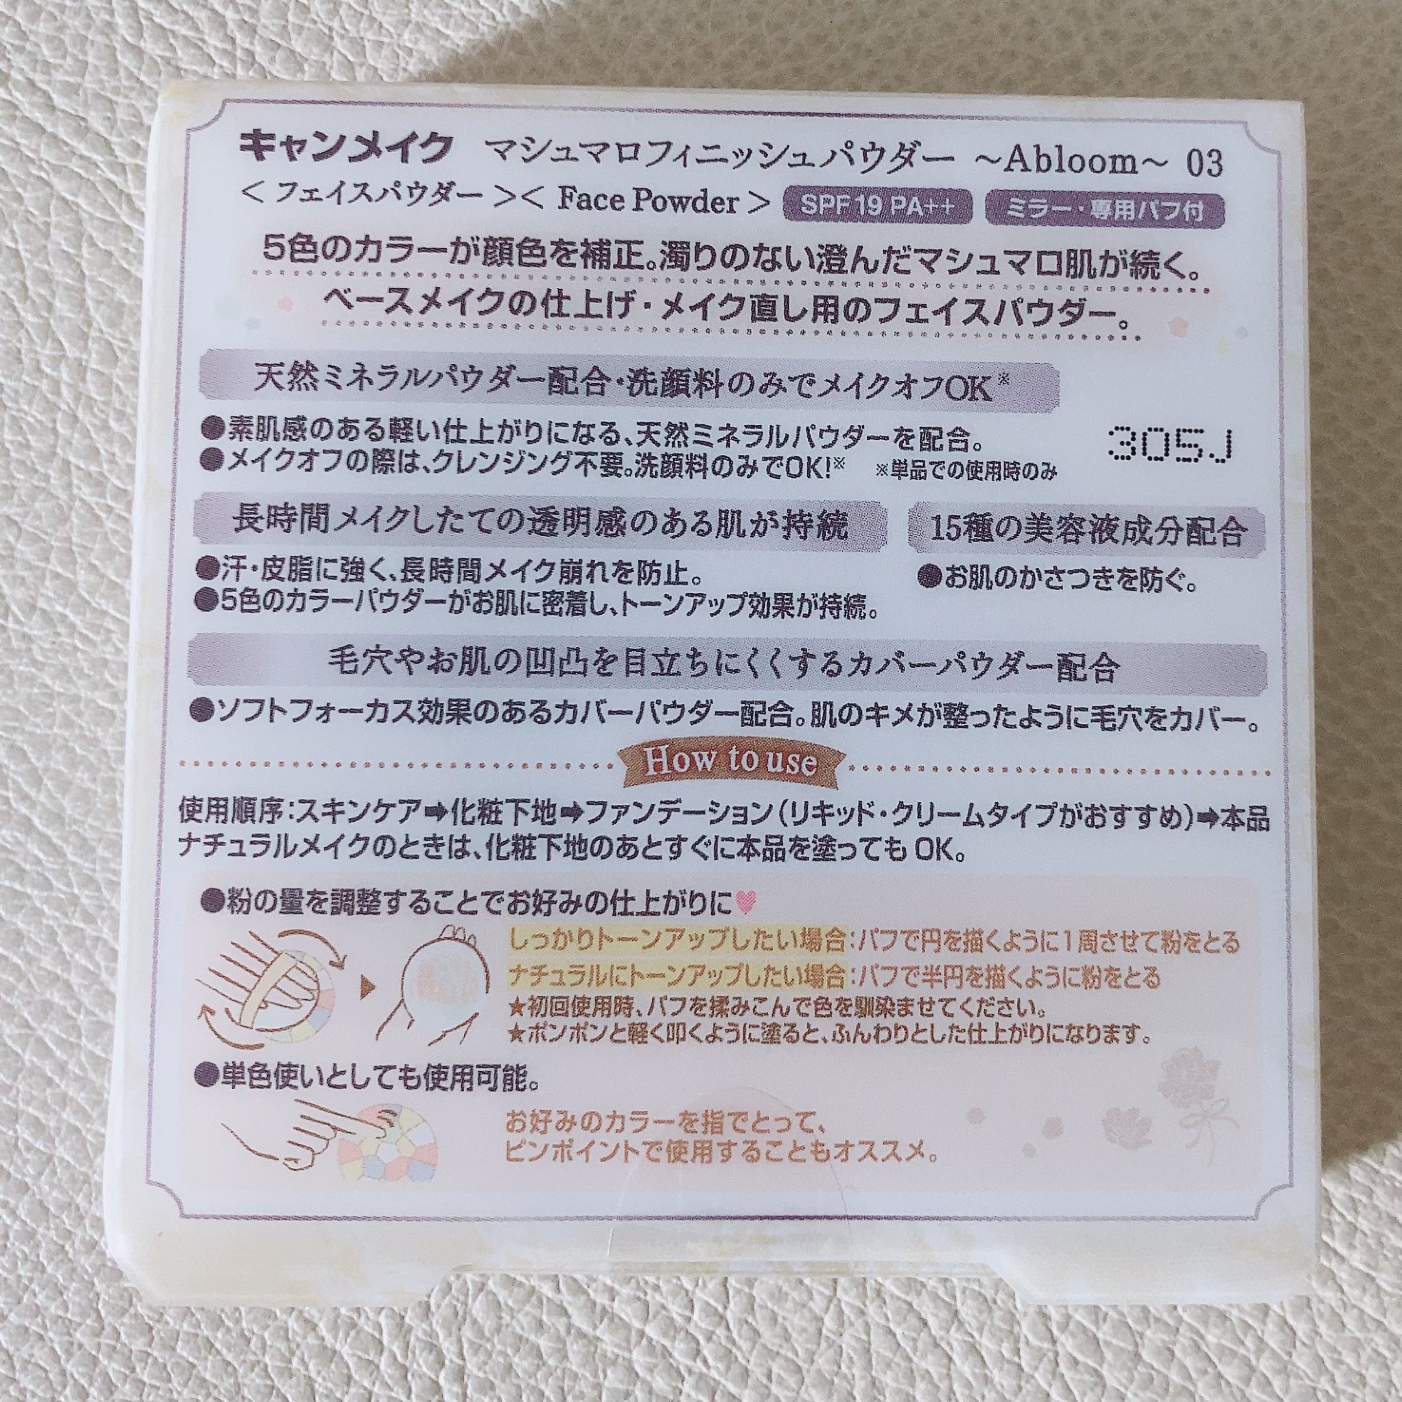 キャンメイク マシュマロフィニッシュパウダー ～Abloom～ 03
＜フェイスパウダー＞＜Face Powder＞ SPF19 PA++ ミラー・専用パフ付
5色のカラーが顔色を補正。濁りのない澄んだマシュマロ肌が続く。
ベースメイクの仕上げ・メイク直し用のフェイスパウダー。
天然ミネラルパウダー配合・洗顔料のみでメイクオフOK※
●素肌感のある軽い仕上がりになる、天然ミネラルパウダーを配合。
305J
●メイクオフの際は、クレンジング不要。洗顔料のみでOK!※ ※単品での使用時のみ
長時間メイクしたての透明感のある肌が持続 15種の美容液成分配合
●汗・皮脂に強く、長時間メイク崩れを防止。 ●お肌のかさつきを防ぐ。
●5色のカラーパウダーがお肌に密着し、トーンアップ効果が持続。
毛穴やお肌の凹凸を目立ちにくくするカバーパウダー配合
●ソフトフォーカス効果のあるカバーパウダー配合。肌のキメが整ったように毛穴をカバー。
How to use
使用順序：スキンケア➡化粧下地➡ファンデーション（リキッド・クリームタイプがおすすめ）➡本品
ナチュラルメイクのときは、化粧下地のあとすぐに本品を塗ってもOK。
●粉の量を調整することでお好みの仕上がりに♥
しっかりトーンアップしたい場合：パフで円を描くように1周させて粉をとる
ナチュラルにトーンアップしたい場合：パフで半円を描くように粉をとる
★初回使用時、パフを揉みこんで色を馴染ませてください。
★ポンポンと軽く叩くように塗ると、ふんわりとした仕上がりになります。
●単色使いとしても使用可能。
お好みのカラーを指でとって、
ピンポイントで使用することもオススメ。